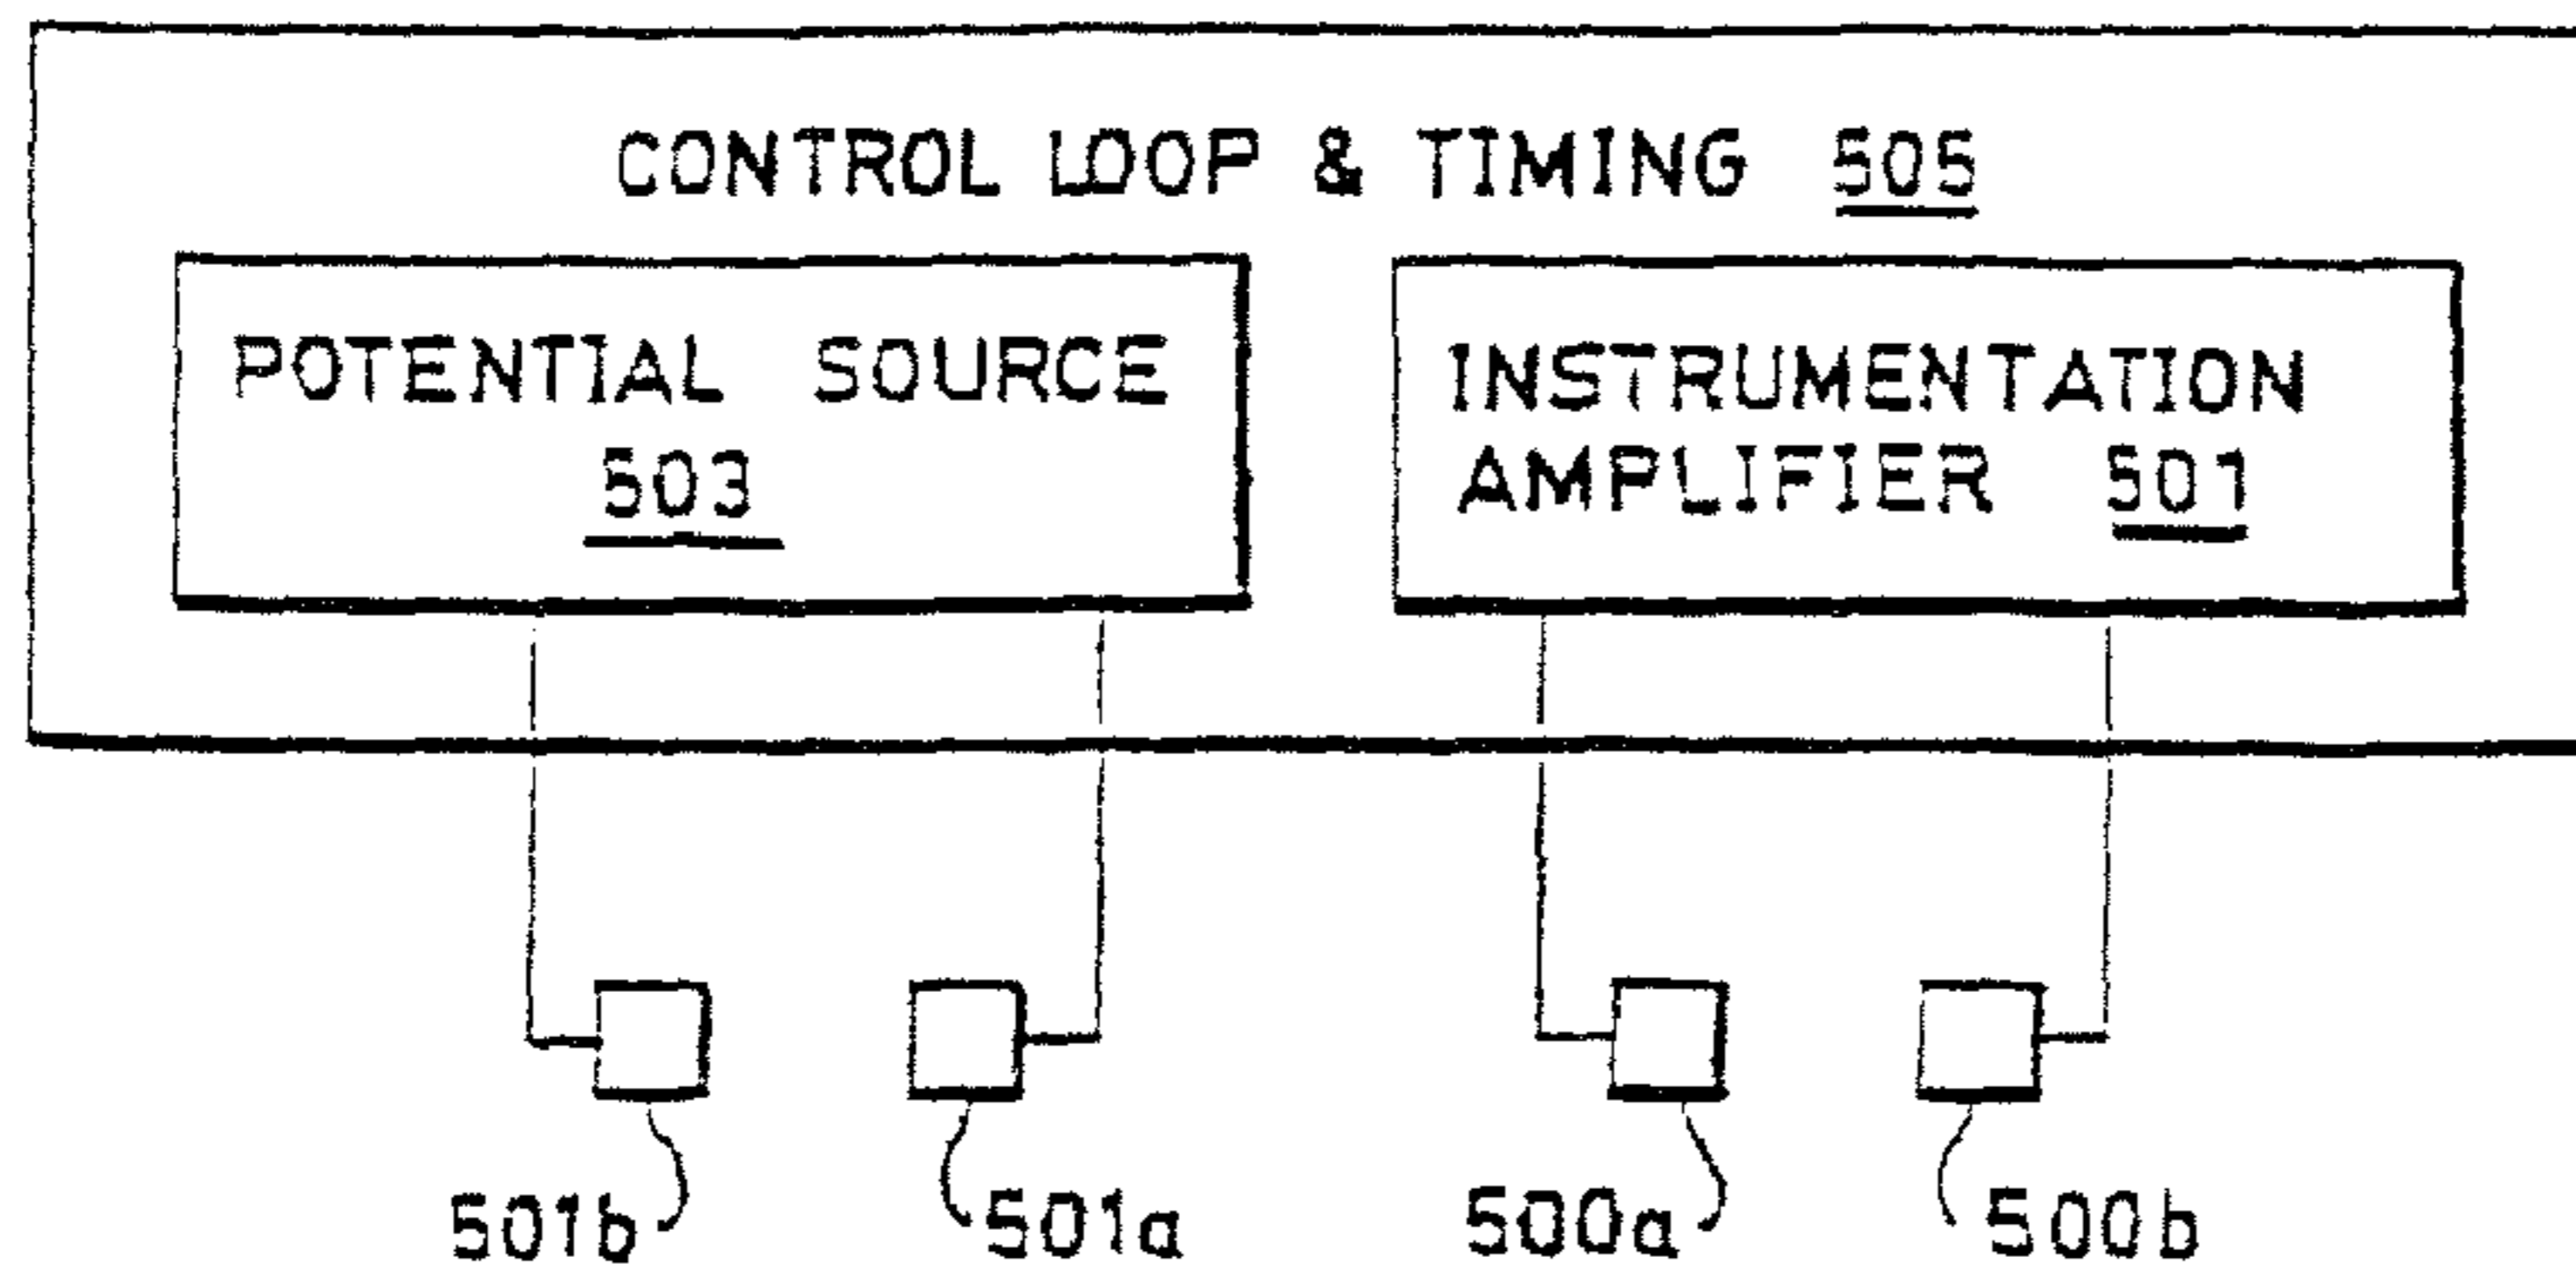 CONTROL LOOP & TIMING 505
POTENTIAL SOURCE
503
INSTRUMENTATION
AMPLIFIER 501
501b
501a
500a
500b